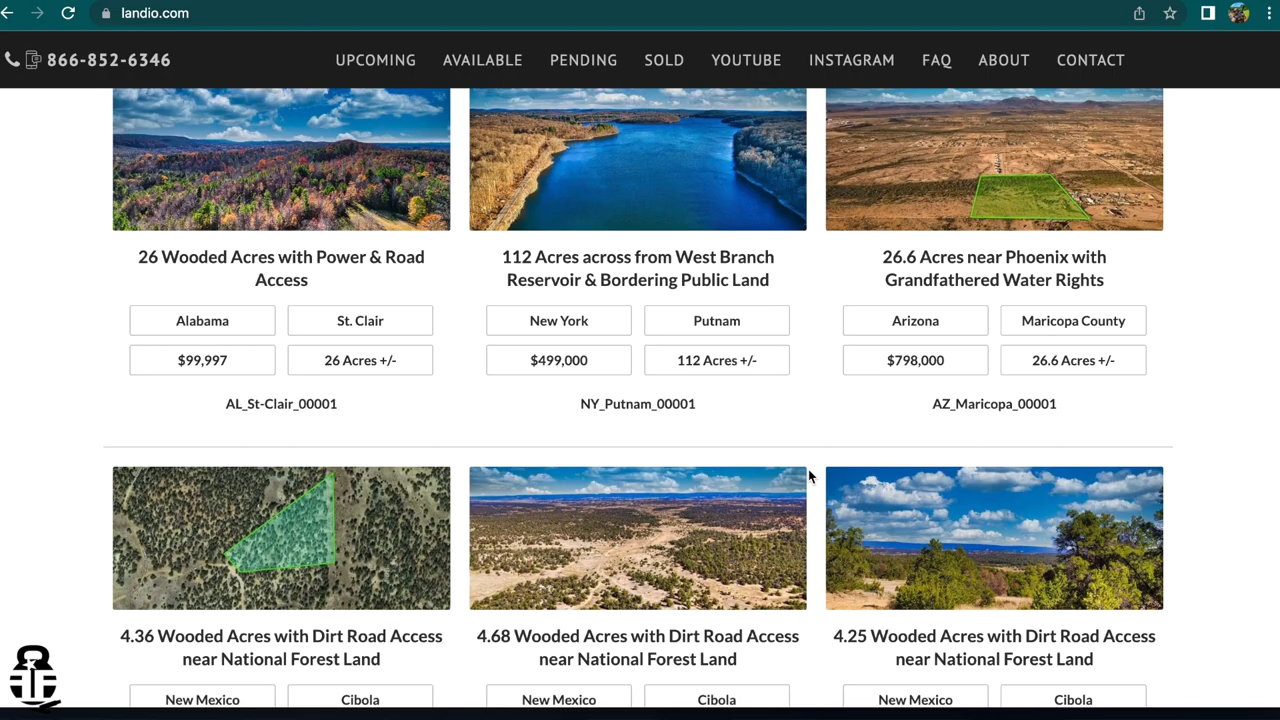 landio.com
866-852-6346 UPCOMING AVAILABLE PENDING SOLD YOUTUBE INSTAGRAM FAQ ABOUT CONTACT
26 Wooded Acres with Power & Road
Access
Alabama St. Clair
$99,997 26 Acres +/-
AL_St-Clair_00001
112 Acres across from West Branch
Reservoir & Bordering Public Land
New York Putnam
$499,000 112 Acres +/-
NY_Putnam_00001
26.6 Acres near Phoenix with
Grandfathered Water Rights
Arizona Maricopa County
$798,000 26.6 Acres +/-
AZ_Maricopa_00001
4.36 Wooded Acres with Dirt Road Access
near National Forest Land
New Mexico Cibola
4.68 Wooded Acres with Dirt Road Access
near National Forest Land
New Mexico Cibola
4.25 Wooded Acres with Dirt Road Access
near National Forest Land
New Mexico Cibola